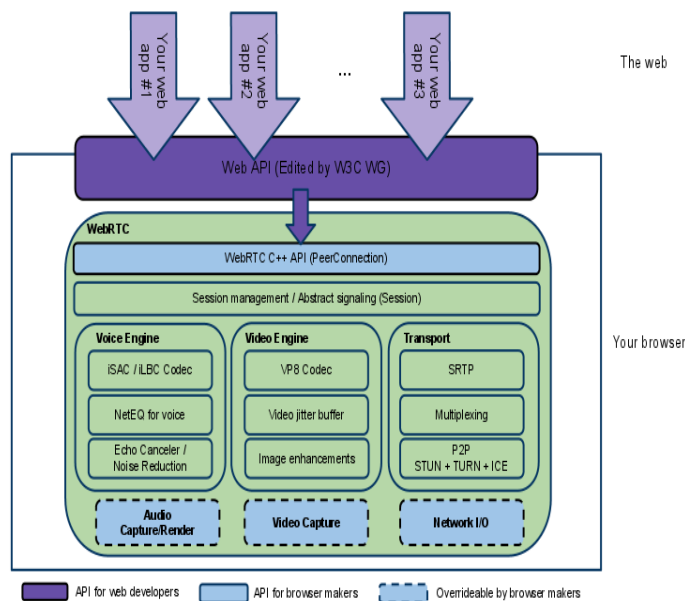 Your web
app #1
Your web
app #2
...
Your web
app #3
The web
Web API (Edited by W3C WG)
WebRTC
WebRTC C++ API (PeerConnection)
Session management / Abstract signaling (Session)
Your browser
Voice Engine
iSAC / iLBC Codec
NetEQ for voice
Echo Canceler /
Noise Reduction
Video Engine
VP8 Codec
Video jitter buffer
Image enhancements
Transport
SRTP
Multiplexing
P2P
STUN + TURN + ICE
Audio
Capture/Render
Video Capture
Network I/O
API for web developers
API for browser makers
Overrideable by browser makers